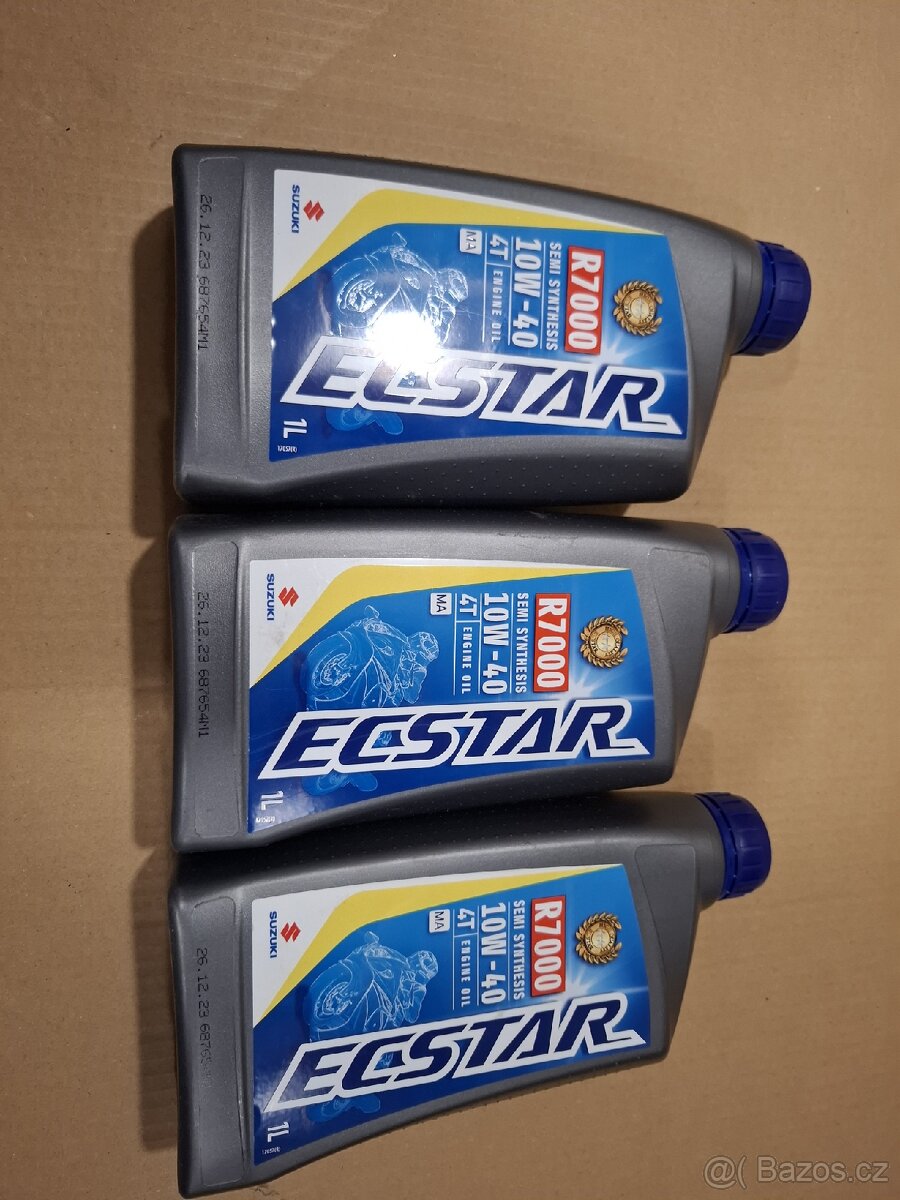 SUZUKI
R7000
SEMI SYNTHESIS
10W-40
4T ENGINE OIL
MA
ECSTAR
1L
26.12.23 687654M1
SUZUKI
R7000
SEMI SYNTHESIS
10W-40
4T ENGINE OIL
MA
ECSTAR
1L
26.12.23 687654M1
SUZUKI
R7000
SEMI SYNTHESIS
10W-40
4T ENGINE OIL
MA
ECSTAR
1L
26.12.23
@( Bazos.cz